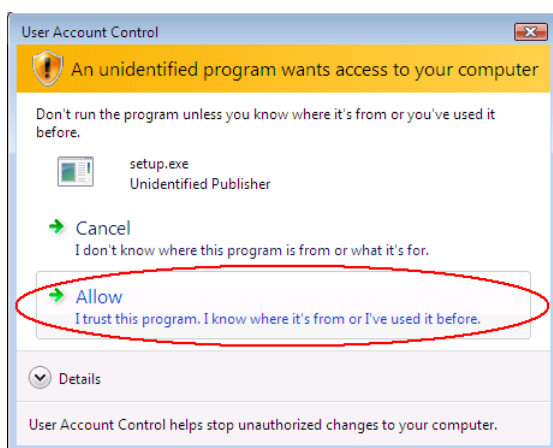 User Account Control
An unidentified program wants access to your computer
Don't run the program unless you know where it's from or you've used it
before.
setup.exe
Unidentified Publisher
Cancel
I don't know where this program is from or what it's for.
Allow
I trust this program. I know where it's from or I've used it before.
Details
User Account Control helps stop unauthorized changes to your computer.